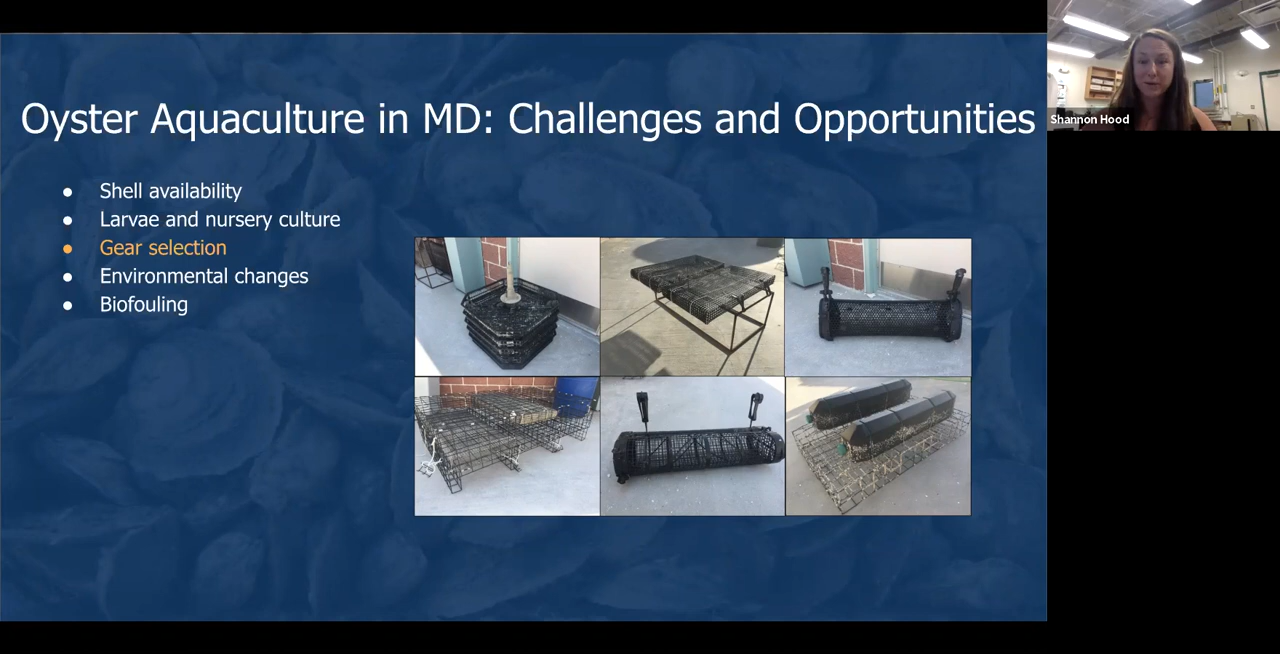 Oyster Aquaculture in MD: Challenges and Opportunities
● Shell availability
● Larvae and nursery culture
● Gear selection
● Environmental changes
● Biofouling
Shannon Hood